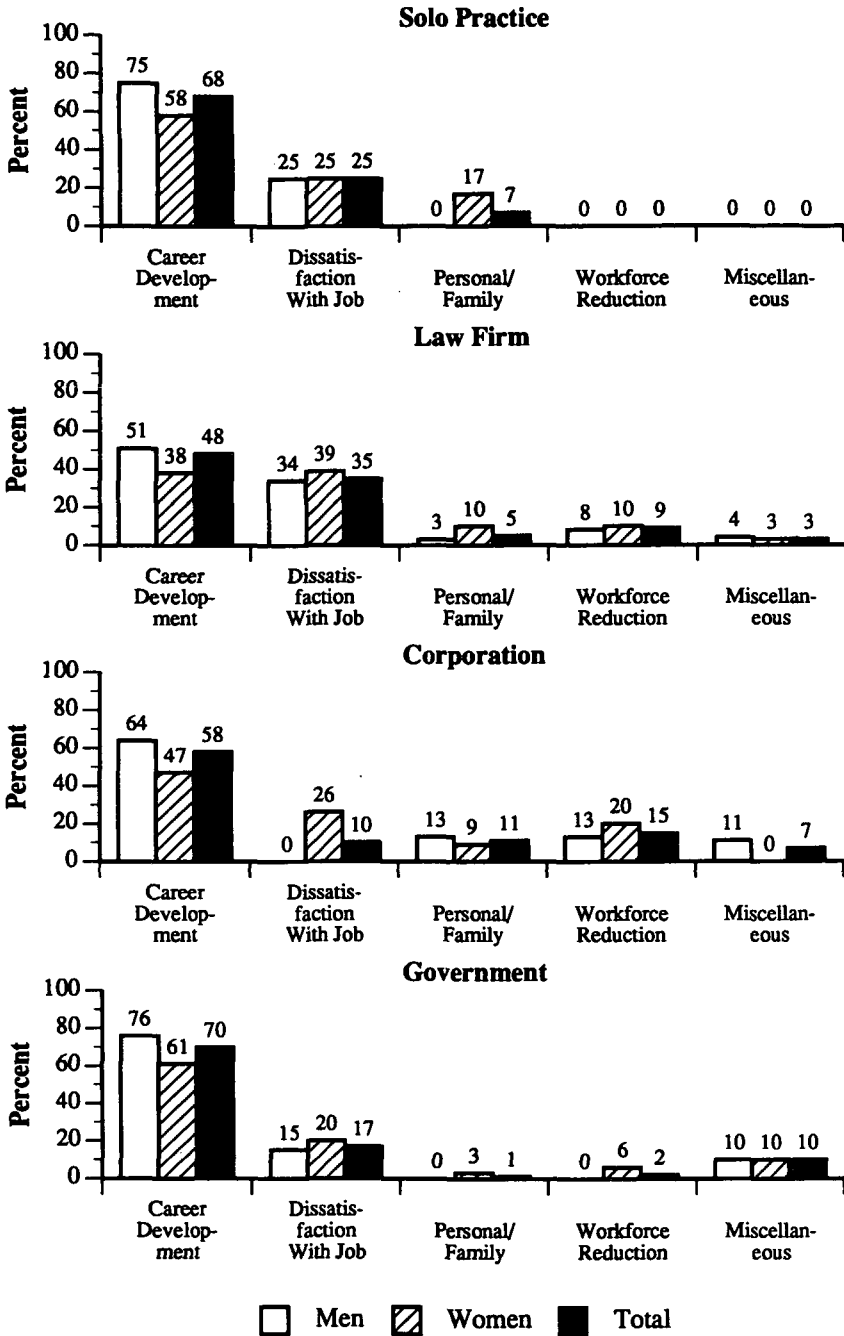 Solo Practice
Percent
100
80
60
40
20
0
75 58 68
25 25 25
0 17 7
0 0 0
0 0 0
Career
Develop-
ment
Dissatis-
faction
With Job
Personal/
Family
Workforce
Reduction
Miscellan-
eous
Law Firm
Percent
100
80
60
40
20
0
51 38 48
34 39 35
3 10 5
8 10 9
4 3 3
Career
Develop-
ment
Dissatis-
faction
With Job
Personal/
Family
Workforce
Reduction
Miscellan-
eous
Corporation
Percent
100
80
60
40
20
0
64 47 58
0 26 10
13 9 11
13 20 15
11 0 7
Career
Develop-
ment
Dissatis-
faction
With Job
Personal/
Family
Workforce
Reduction
Miscellan-
eous
Government
Percent
100
80
60
40
20
0
76 61 70
15 20 17
0 3 1
0 6 2
10 10 10
Career
Develop-
ment
Dissatis-
faction
With Job
Personal/
Family
Workforce
Reduction
Miscellan-
eous
Men Women Total